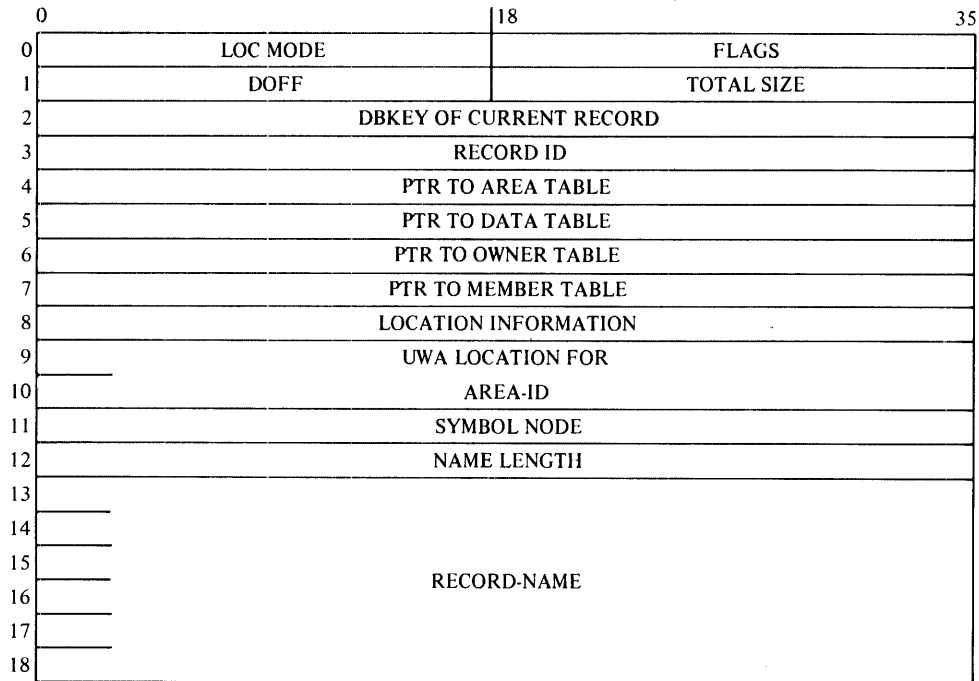 0 18 35
0 LOC MODE FLAGS
1 DOFF TOTAL SIZE
2 DBKEY OF CURRENT RECORD
3 RECORD ID
4 PTR TO AREA TABLE
5 PTR TO DATA TABLE
6 PTR TO OWNER TABLE
7 PTR TO MEMBER TABLE
8 LOCATION INFORMATION
9 UWA LOCATION FOR
10 AREA-ID
11 SYMBOL NODE
12 NAME LENGTH
13
14
15
RECORD-NAME
16
17
18